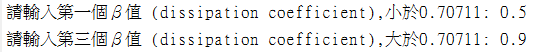 請輸入第一個β值 (dissipation coefficient),小於0.70711: 0.5
請輸入第三個β值 (dissipation coefficient),大於0.70711: 0.9